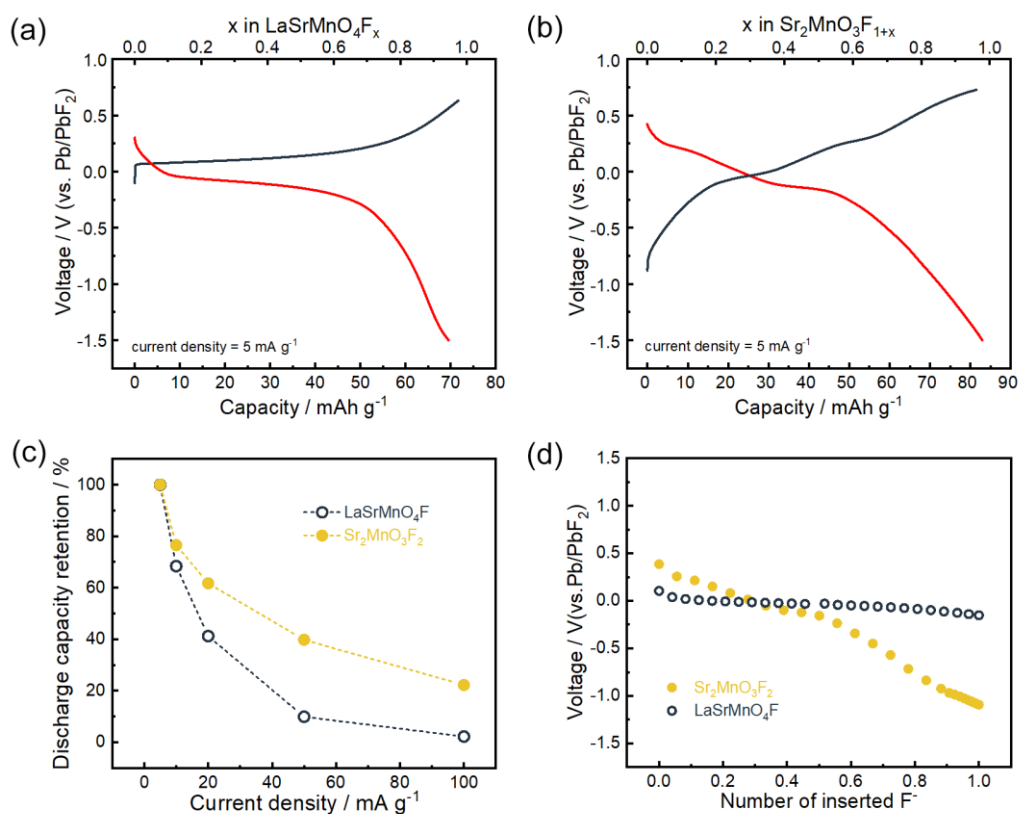 (a)
x in LaSrMnO₄Fₓ
0.0 0.2 0.4 0.6 0.8 1.0
1.0
0.5
0.0
-0.5
-1.0
-1.5
Voltage / V (vs. Pb/PbF₂)
current density = 5 mA g⁻¹
0 10 20 30 40 50 60 70 80
Capacity / mAh g⁻¹
(b)
x in Sr₂MnO₃F₁₊ₓ
0.0 0.2 0.4 0.6 0.8 1.0
1.0
0.5
0.0
-0.5
-1.0
-1.5
Voltage / V (vs. Pb/PbF₂)
current density = 5 mA g⁻¹
0 10 20 30 40 50 60 70 80 90
Capacity / mAh g⁻¹
(c)
100
80
60
40
20
0
Discharge capacity retention / %
LaSrMnO₄F
Sr₂MnO₃F₂
0 20 40 60 80 100
Current density / mA g⁻¹
(d)
1.5
1.0
0.5
0.0
-0.5
-1.0
-1.5
Voltage / V(vs.Pb/PbF₂)
Sr₂MnO₃F₂
LaSrMnO₄F
0.0 0.2 0.4 0.6 0.8 1.0
Number of inserted F⁻